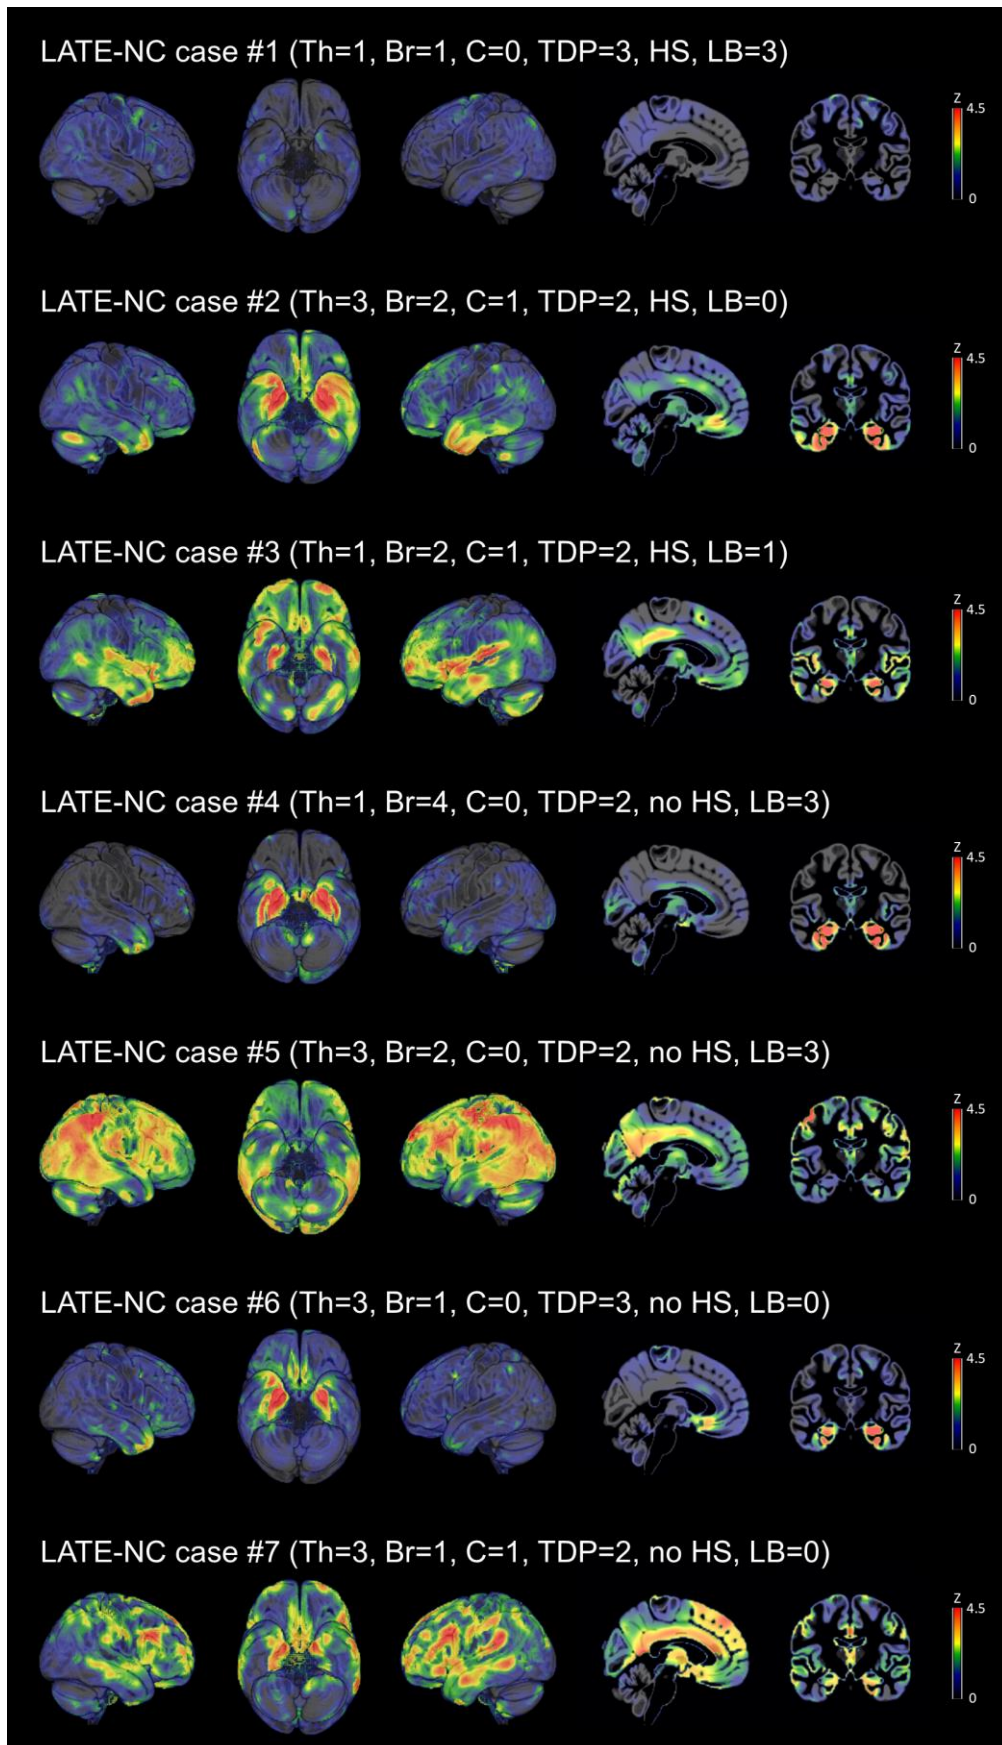 LATE-NC case #1 (Th=1, Br=1, C=0, TDP=3, HS, LB=3)
Z
4.5
0
LATE-NC case #2 (Th=3, Br=2, C=1, TDP=2, HS, LB=0)
Z
4.5
0
LATE-NC case #3 (Th=1, Br=2, C=1, TDP=2, HS, LB=1)
Z
4.5
0
LATE-NC case #4 (Th=1, Br=4, C=0, TDP=2, no HS, LB=3)
Z
4.5
0
LATE-NC case #5 (Th=3, Br=2, C=0, TDP=2, no HS, LB=3)
Z
4.5
0
LATE-NC case #6 (Th=3, Br=1, C=0, TDP=3, no HS, LB=0)
Z
4.5
0
LATE-NC case #7 (Th=3, Br=1, C=1, TDP=2, no HS, LB=0)
Z
4.5
0